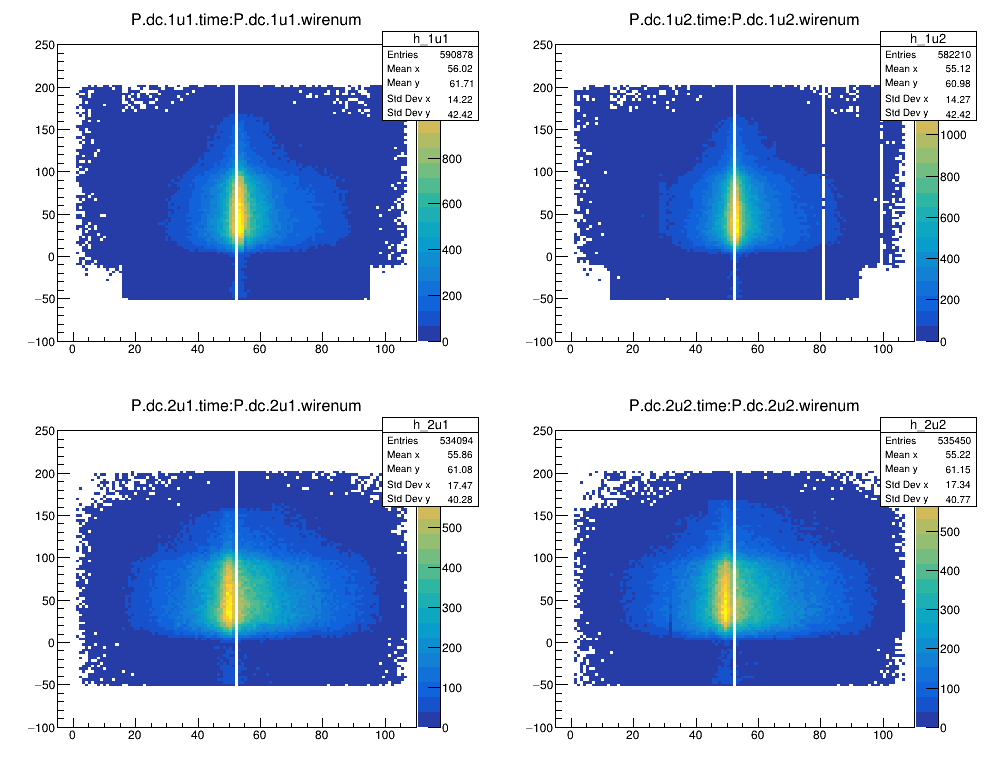 P.dc.1u1.time:P.dc.1u1.wirenum
h_1u1
Entries 590878
Mean x 56.02
Mean y 61.71
Std Dev x 14.22
Std Dev y 42.42
250
200
150
100
50
0
−50
−100
0 20 40 60 80 100
800
600
400
200
0
P.dc.1u2.time:P.dc.1u2.wirenum
h_1u2
Entries 582210
Mean x 55.12
Mean y 60.98
Std Dev x 14.27
Std Dev y 42.42
250
200
150
100
50
0
−50
−100
0 20 40 60 80 100
1000
800
600
400
200
0
P.dc.2u1.time:P.dc.2u1.wirenum
h_2u1
Entries 534094
Mean x 55.86
Mean y 61.08
Std Dev x 17.47
Std Dev y 40.28
250
200
150
100
50
0
−50
−100
0 20 40 60 80 100
500
400
300
200
100
0
P.dc.2u2.time:P.dc.2u2.wirenum
h_2u2
Entries 535450
Mean x 55.22
Mean y 61.15
Std Dev x 17.34
Std Dev y 40.77
250
200
150
100
50
0
−50
−100
0 20 40 60 80 100
500
400
300
200
100
0